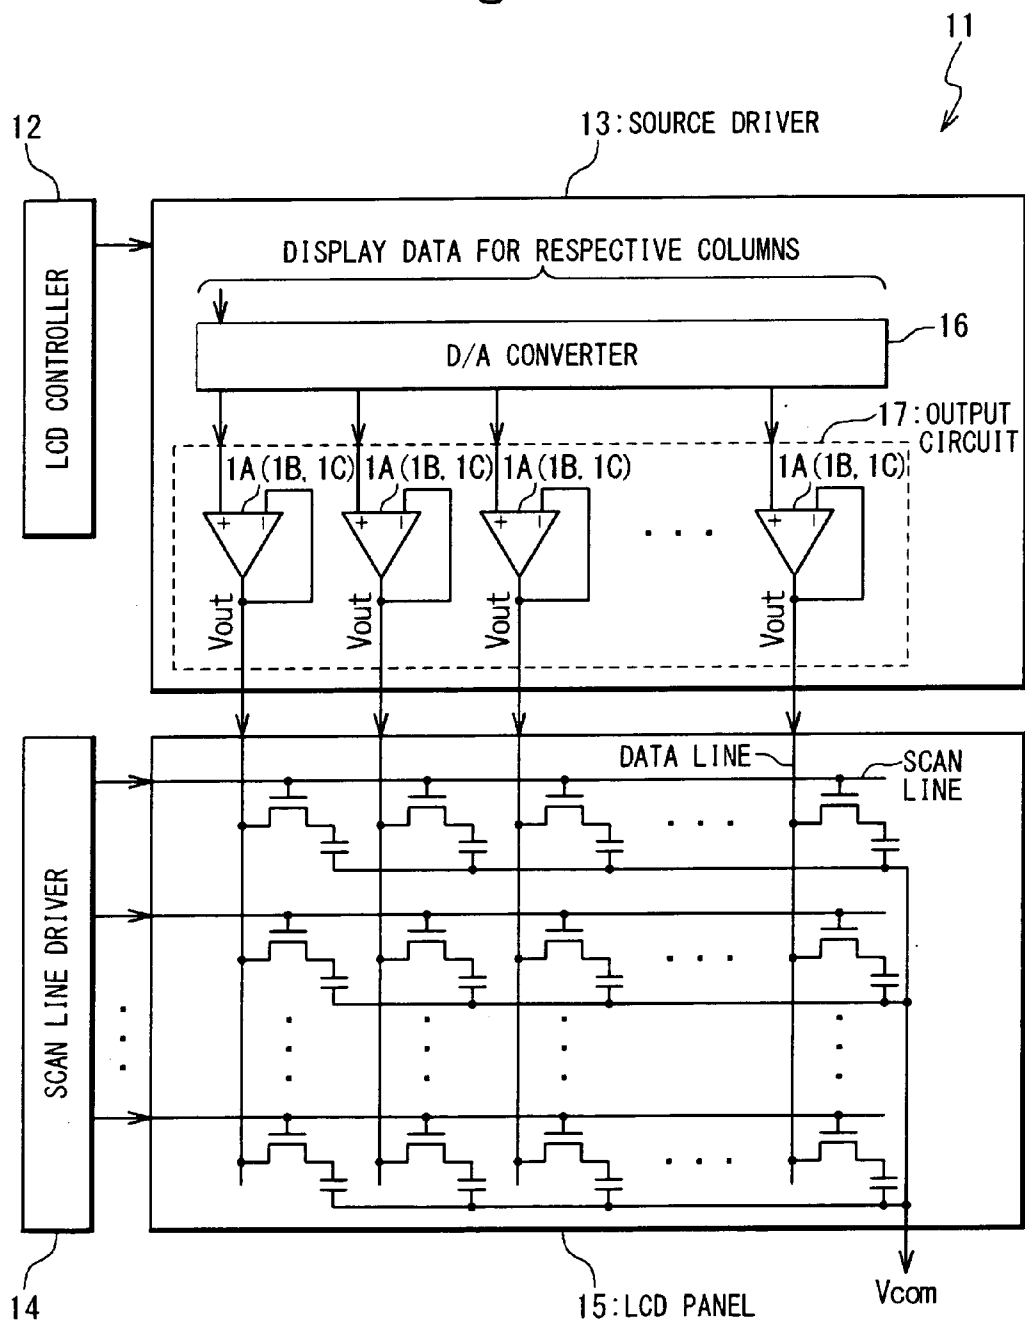 11
12
13:SOURCE DRIVER
LCD CONTROLLER
DISPLAY DATA FOR RESPECTIVE COLUMNS
D/A CONVERTER
16
17:OUTPUT
CIRCUIT
1A(1B, 1C)
1A(1B, 1C)
1A(1B, 1C)
1A(1B, 1C)
+ −
+ −
+ −
+ −
Vout
Vout
Vout
Vout
SCAN LINE DRIVER
DATA LINE
SCAN
LINE
14
15:LCD PANEL
Vcom